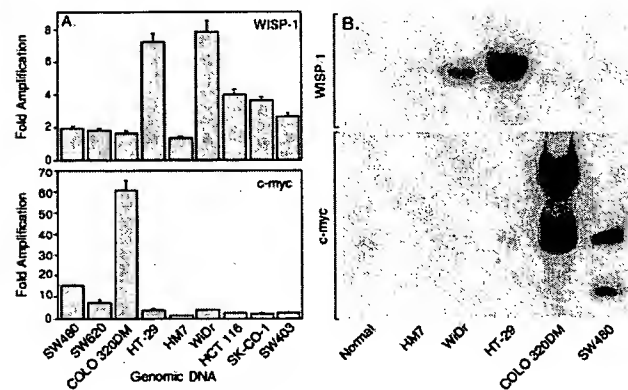 A.
WISP-1
Fold Amplification
8
6
4
2
0
c-myc
Fold Amplification
70
60
50
40
30
20
10
0
SW480
SW620
COLO 320DM
HT-29
HM7
WiDr
HCT 116
SK-CO-1
SW403
Genomic DNA
B.
WISP-1
c-myc
Normal
HM7
WiDr
HT-29
COLO 320DM
SW480